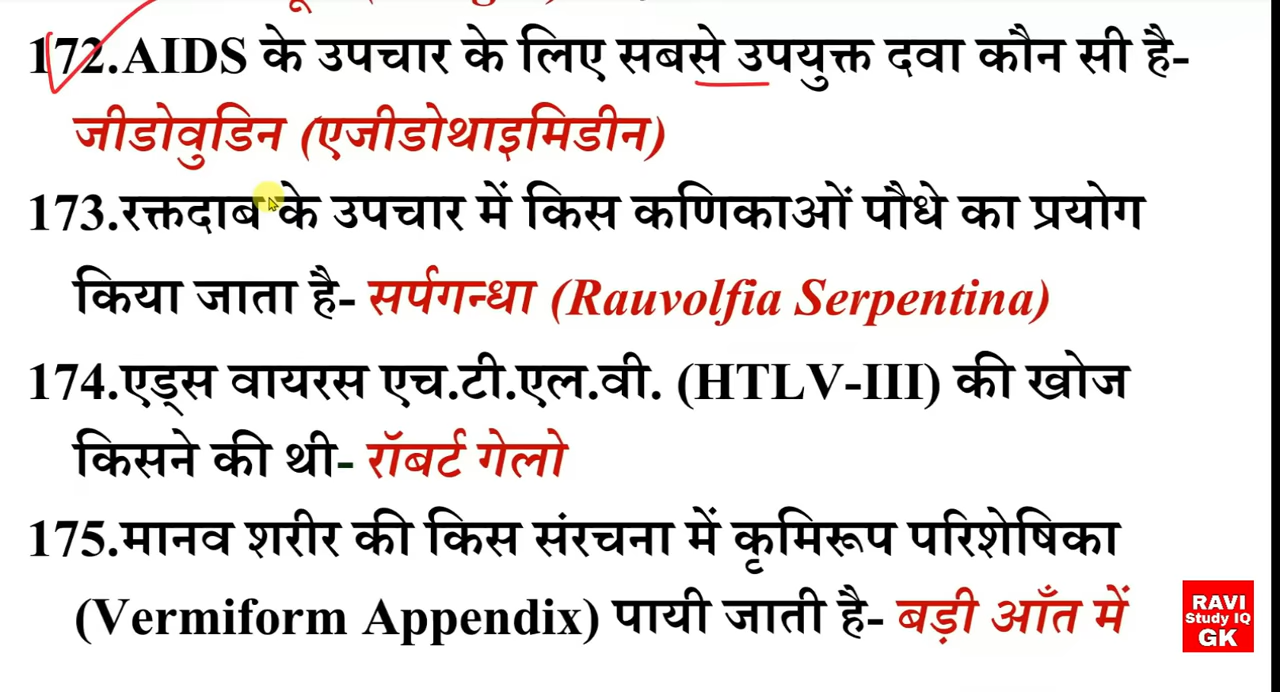 172.AIDS के उपचार के लिए सबसे उपयुक्त दवा कौन सी है-
जीडोवुडिन (एजीडोथाइमिडीन)
173.रक्तदाब के उपचार में किस कणिकाओं पौधे का प्रयोग
किया जाता है- सर्पगन्धा (Rauvolfia Serpentina)
174.एड्स वायरस एच.टी.एल.वी. (HTLV-III) की खोज
किसने की थी- रॉबर्ट गेलो
175.मानव शरीर की किस संरचना में कृमिरूप परिशेषिका
(Vermiform Appendix) पायी जाती है- बड़ी आँत में
RAVI
Study IQ
GK